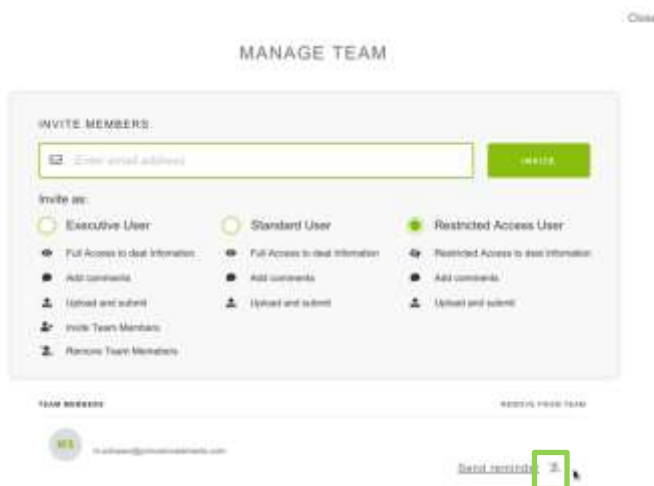 Close
MANAGE TEAM
INVITE MEMBERS
Enter email address
INVITE
Invite as:
Executive User
Standard User
Restricted Access User
Full Access to deal Information
Full Access to deal Information
Restricted Access to deal Information
Add comments
Add comments
Add comments
Upload and submit
Upload and submit
Upload and submit
Invite Team Members
Remove Team Memebers
TEAM MEMBERS
REMOVE FROM TEAM
MS
Send reminder